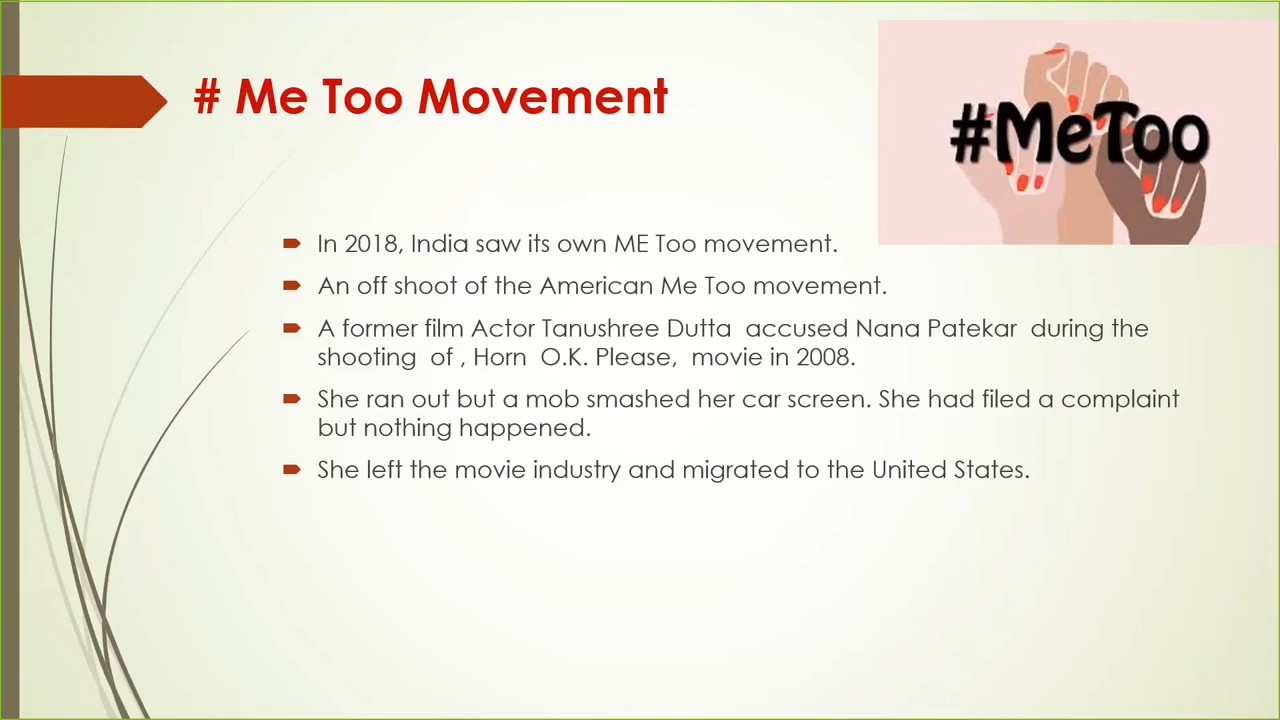 # Me Too Movement
#MeToo
In 2018, India saw its own ME Too movement.
An off shoot of the American Me Too movement.
A former film Actor Tanushree Dutta  accused Nana Patekar  during the
shooting  of , Horn  O.K. Please,  movie in 2008.
She ran out but a mob smashed her car screen. She had filed a complaint
but nothing happened.
She left the movie industry and migrated to the United States.